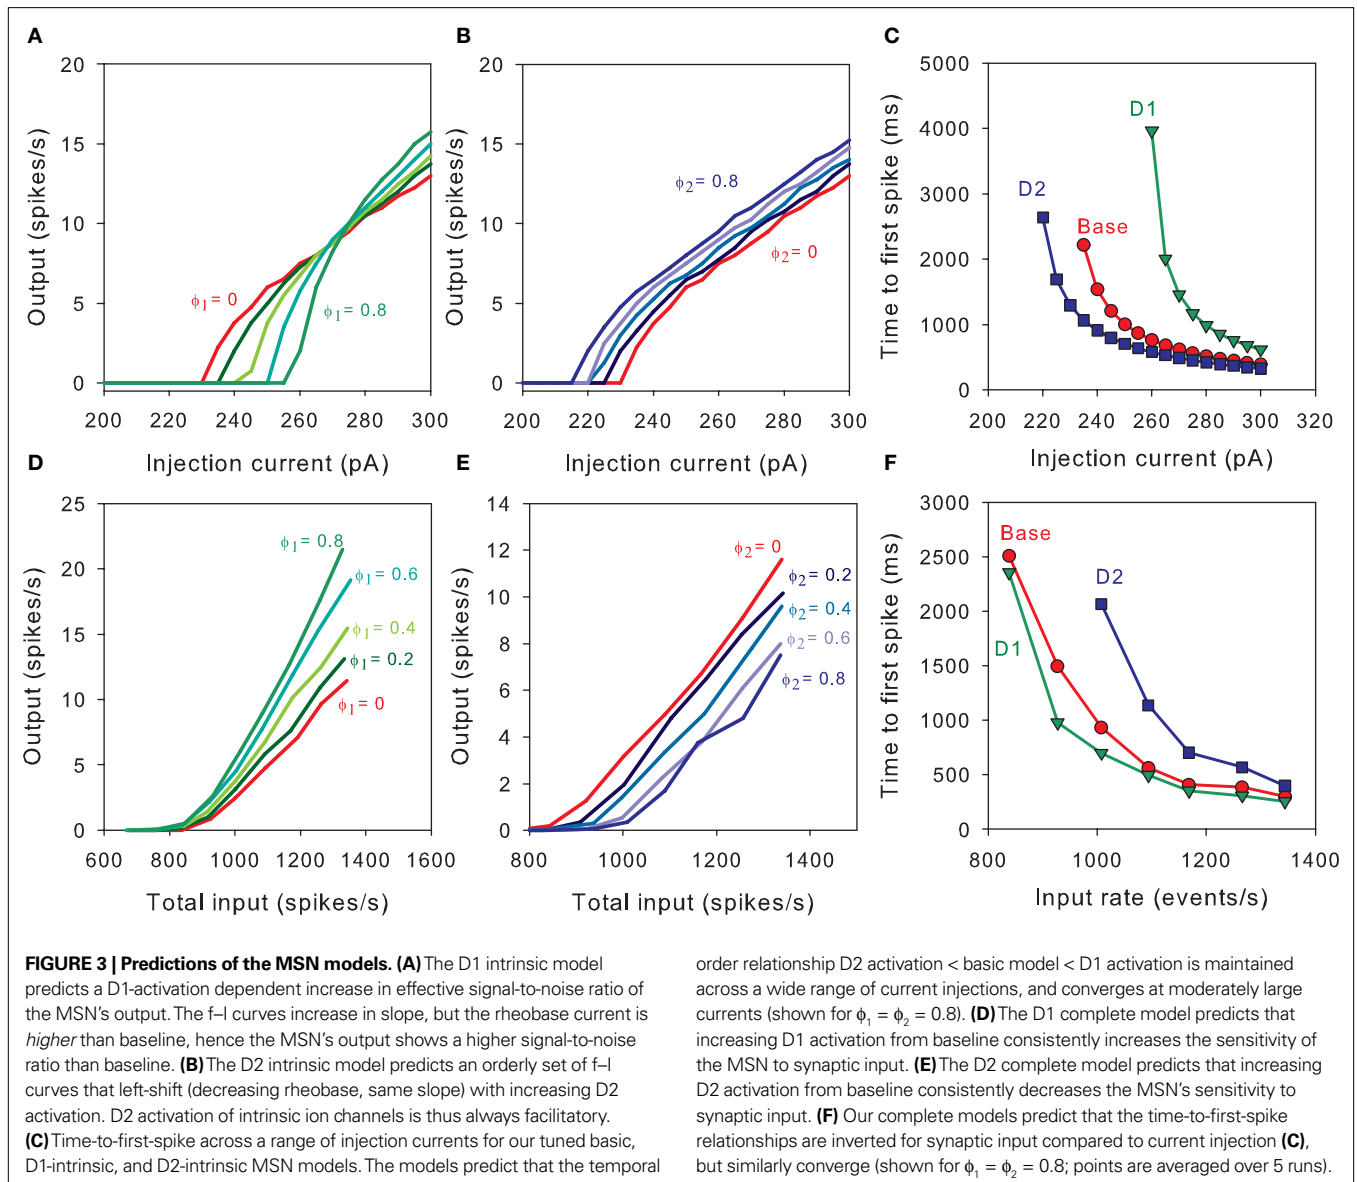 A
20
15
10
5
0
Output (spikes/s)
ϕ1= 0
ϕ1= 0.8
200 220 240 260 280 300
Injection current (pA)
B
20
15
10
5
0
Output (spikes/s)
ϕ2= 0.8
ϕ2= 0
200 220 240 260 280 300
Injection current (pA)
C
5000
4000
3000
2000
1000
0
Time to first spike (ms)
D1
D2
Base
200 220 240 260 280 300 320
Injection current (pA)
D
25
20
15
10
5
0
Output (spikes/s)
ϕ1= 0.8
ϕ1= 0.6
ϕ1= 0.4
ϕ1= 0.2
ϕ1= 0
600 800 1000 1200 1400 1600
Total input (spikes/s)
E
14
12
10
8
6
4
2
0
Output (spikes/s)
ϕ2= 0
ϕ2= 0.2
ϕ2= 0.4
ϕ2= 0.6
ϕ2= 0.8
800 1000 1200 1400
Total input (spikes/s)
F
3000
2500
2000
1500
1000
500
0
Time to first spike (ms)
Base
D2
D1
800 1000 1200 1400
Input rate (events/s)
FIGURE 3 | Predictions of the MSN models. (A) The D1 intrinsic model
predicts a D1-activation dependent increase in effective signal-to-noise ratio of
the MSN's output. The f–I curves increase in slope, but the rheobase current is
higher than baseline, hence the MSN's output shows a higher signal-to-noise
ratio than baseline. (B) The D2 intrinsic model predicts an orderly set of f–I
curves that left-shift (decreasing rheobase, same slope) with increasing D2
activation. D2 activation of intrinsic ion channels is thus always facilitatory.
(C) Time-to-first-spike across a range of injection currents for our tuned basic,
D1-intrinsic, and D2-intrinsic MSN models. The models predict that the temporal
order relationship D2 activation < basic model < D1 activation is maintained
across a wide range of current injections, and converges at moderately large
currents (shown for ϕ1 = ϕ2 = 0.8). (D) The D1 complete model predicts that
increasing D1 activation from baseline consistently increases the sensitivity of
the MSN to synaptic input. (E) The D2 complete model predicts that increasing
D2 activation from baseline consistently decreases the MSN's sensitivity to
synaptic input. (F) Our complete models predict that the time-to-first-spike
relationships are inverted for synaptic input compared to current injection (C),
but similarly converge (shown for ϕ1 = ϕ2 = 0.8; points are averaged over 5 runs).